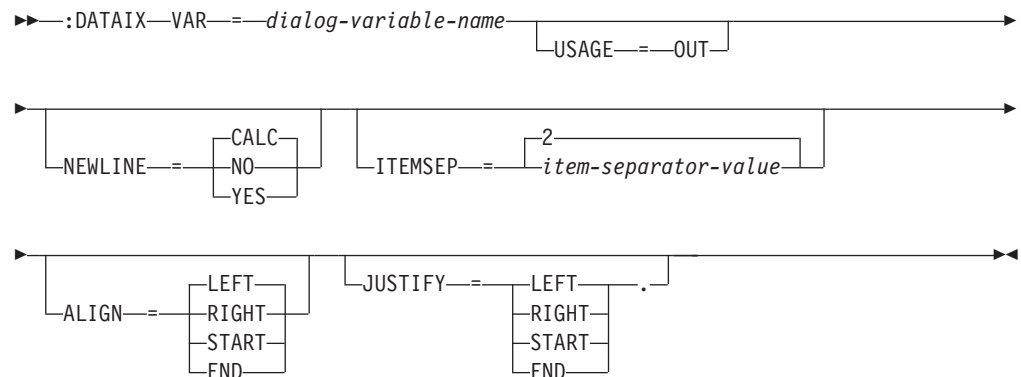 :DATAIX VAR = dialog-variable-name
USAGE = OUT
NEWLINE = CALC
NO
YES
ITEMSEP = 2
item-separator-value
ALIGN = LEFT
RIGHT
START
END
JUSTIFY = LEFT .
RIGHT
START
END